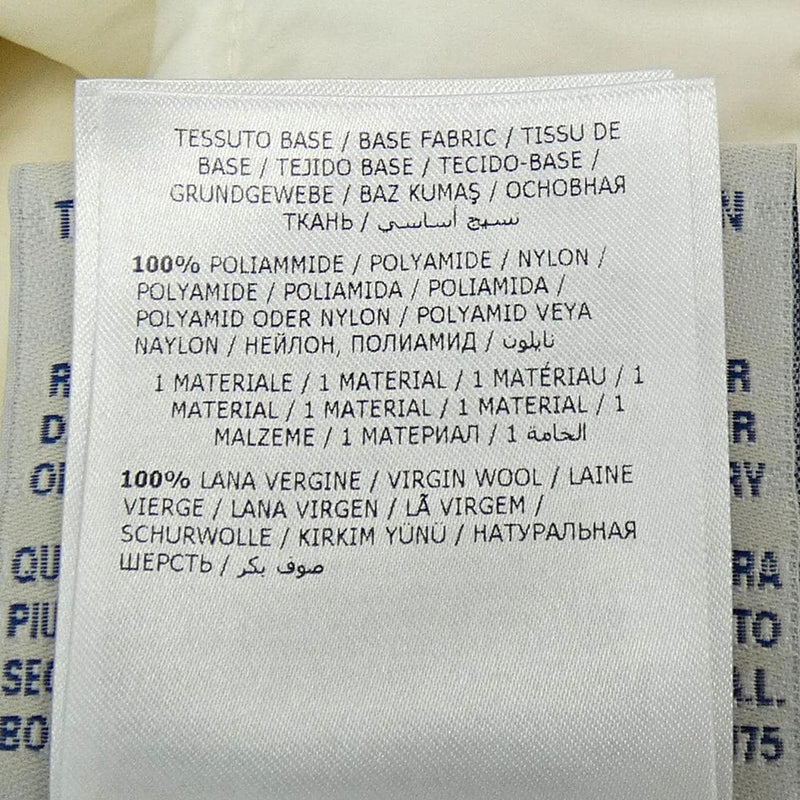 TESSUTO BASE / BASE FABRIC / TISSU DE
BASE / TEJIDO BASE / TECIDO-BASE /
GRUNDGEWEBE / BAZ KUMAŞ / ОСНОВНАЯ
ТКАНЬ / نسيج أساسي
100% POLIAMMIDE / POLYAMIDE / NYLON /
POLYAMIDE / POLIAMIDA / POLIAMIDA /
POLYAMID ODER NYLON / POLYAMID VEYA
NAYLON / НЕЙЛОН, ПОЛИАМИД / نايلون
1 MATERIALE / 1 MATERIAL / 1 MATÉRIAU / 1
MATERIAL / 1 MATERIAL / 1 MATERIAL / 1
MALZEME / 1 МАТЕРИАЛ / 1 الخامة
100% LANA VERGINE / VIRGIN WOOL / LAINE
VIERGE / LANA VIRGEN / LÃ VIRGEM /
SCHURWOLLE / KIRKIM YÜNÜ / НАТУРАЛЬНАЯ
ШЕРСТЬ / صوف بكر